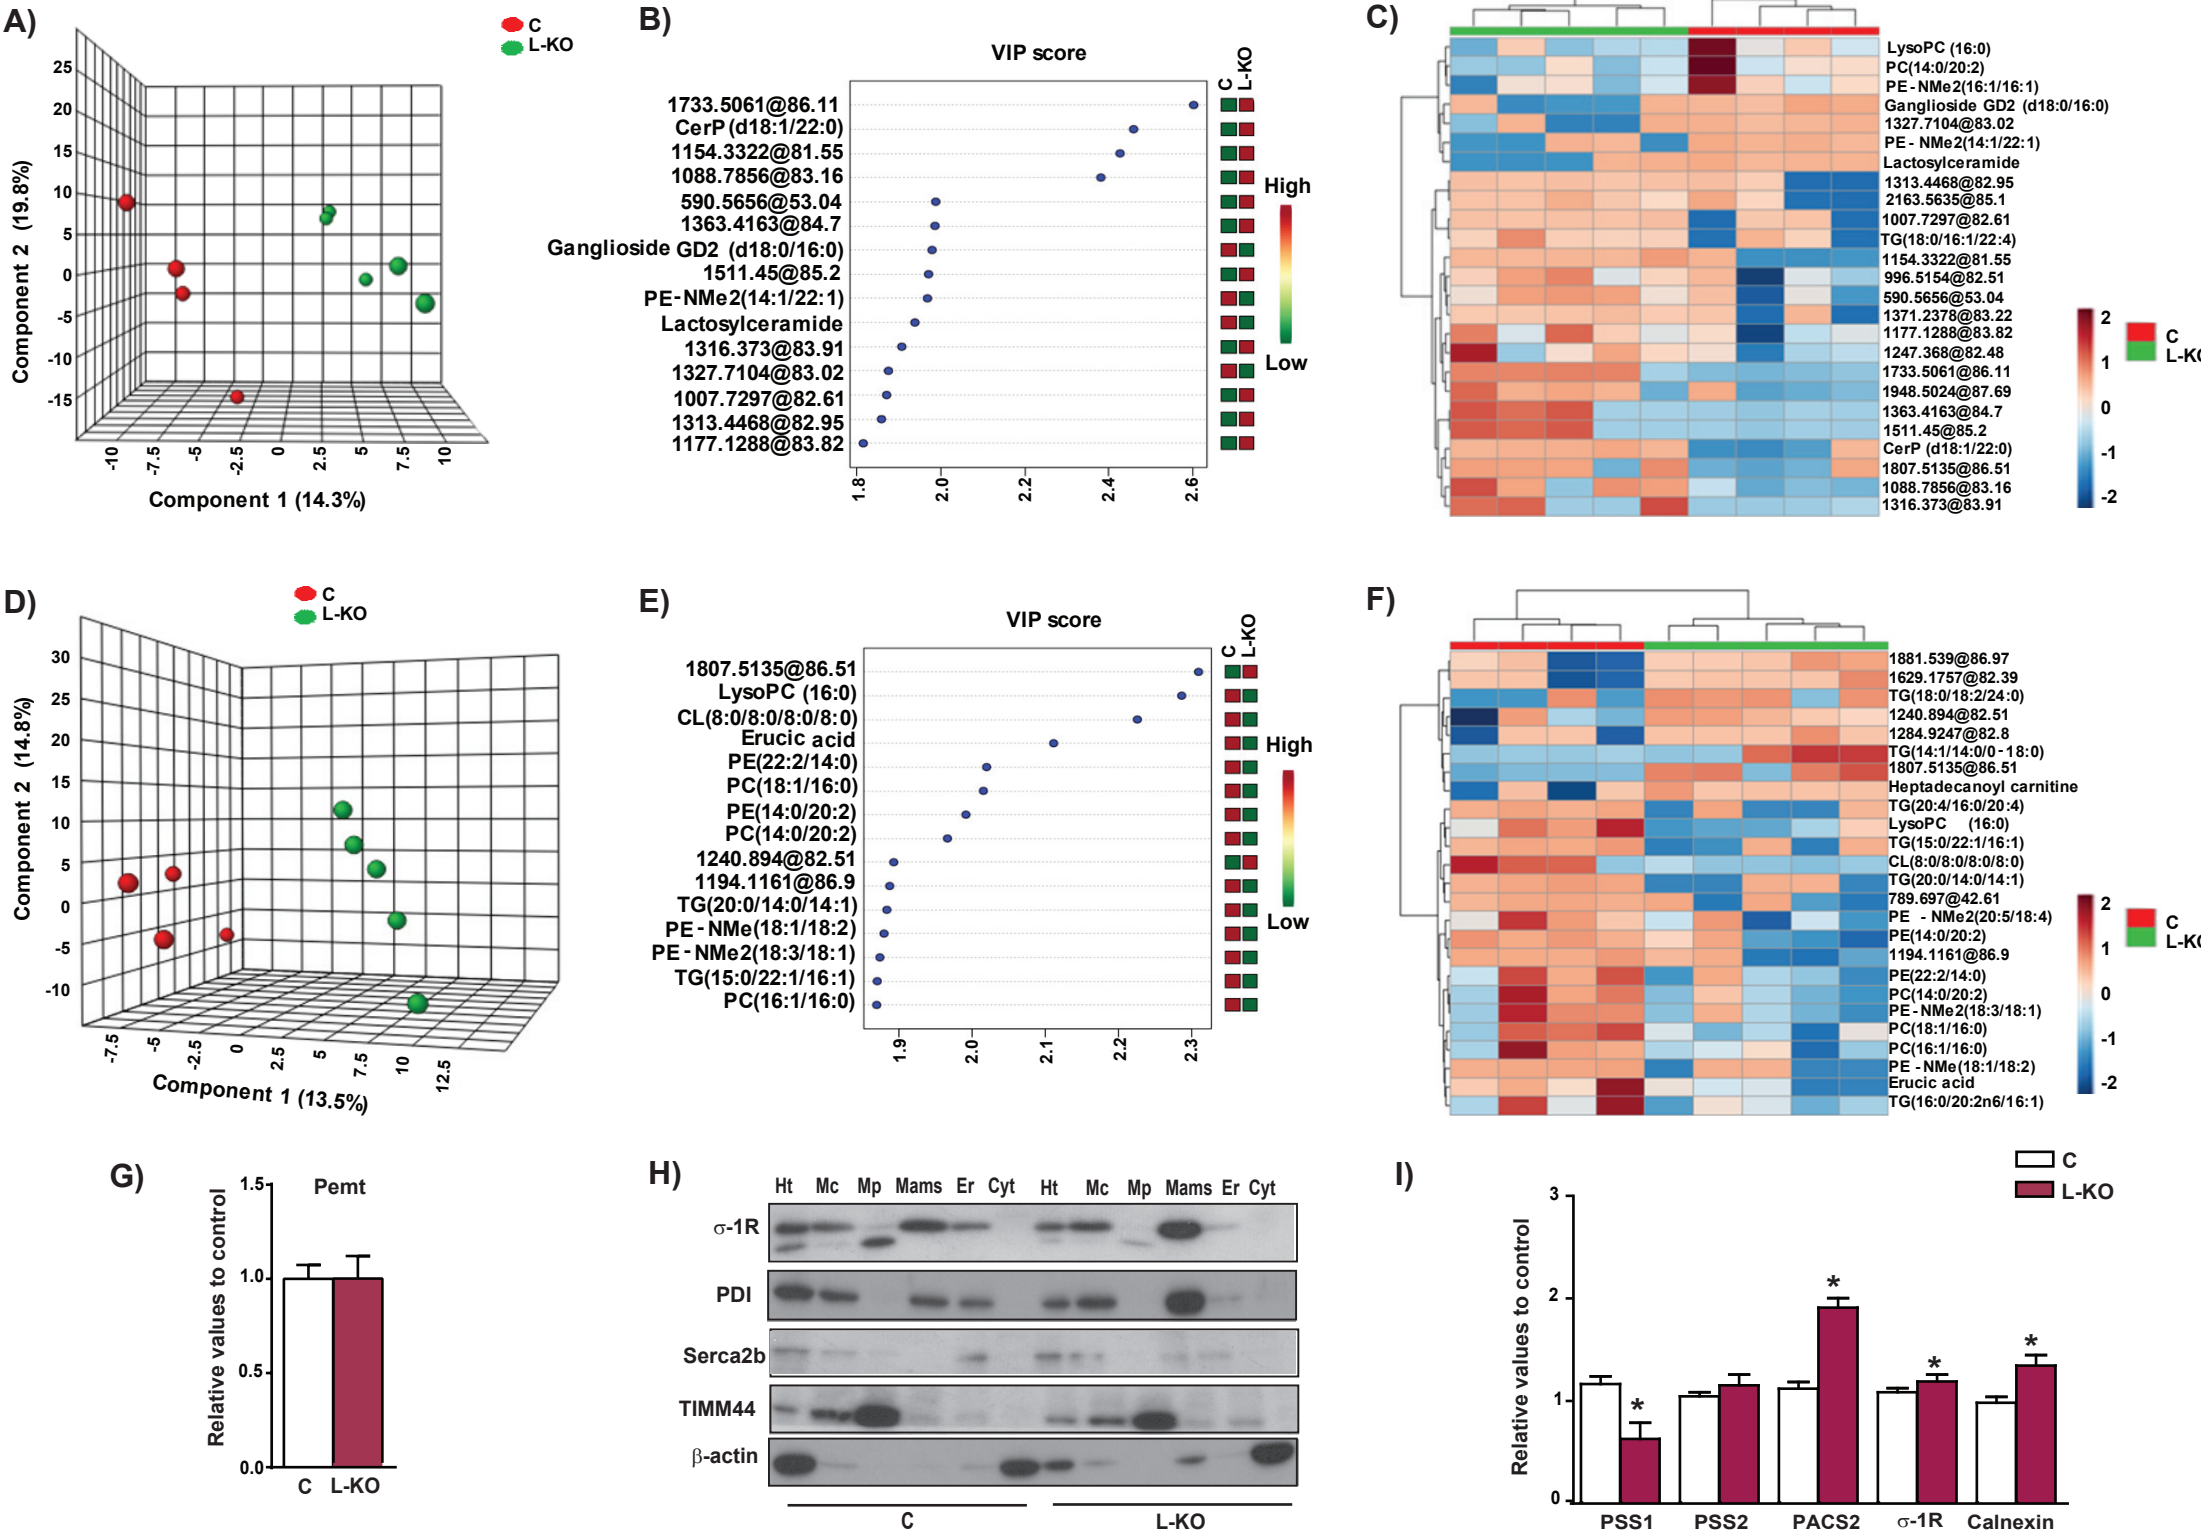 A)
C
L-KO
25
20
15
10
5
0
-5
-10
-15
Component 2 (19.8%)
-10
-7.5
-5
-2.5
0
2.5
5
7.5
10
Component 1 (14.3%)
B)
VIP score
C
L-KO
1733.5061@86.11
CerP (d18:1/22:0)
1154.3322@81.55
1088.7856@83.16
590.5656@53.04
1363.4163@84.7
Ganglioside GD2 (d18:0/16:0)
1511.45@85.2
PE-NMe2(14:1/22:1)
Lactosylceramide
1316.373@83.91
1327.7104@83.02
1007.7297@82.61
1313.4468@82.95
1177.1288@83.82
1.8
2.0
2.2
2.4
2.6
High
Low
C)
LysoPC (16:0)
PC(14:0/20:2)
PE-NMe2(16:1/16:1)
Ganglioside GD2 (d18:0/16:0)
1327.7104@83.02
PE-NMe2(14:1/22:1)
Lactosylceramide
1313.4468@82.95
2163.5635@85.1
1007.7297@82.61
TG(18:0/16:1/22:4)
1154.3322@81.55
996.5154@82.51
590.5656@53.04
1371.2378@83.22
1177.1288@83.82
1247.368@82.48
1733.5061@86.11
1948.5024@87.69
1363.4163@84.7
1511.45@85.2
CerP (d18:1/22:0)
1807.5135@86.51
1088.7856@83.16
1316.373@83.91
2
1
0
-1
-2
C
L-KO
D)
C
L-KO
30
25
20
15
10
5
0
-5
-10
Component 2 (14.8%)
-7.5
-5
-2.5
0
2.5
5
7.5
10
12.5
Component 1 (13.5%)
E)
VIP score
C
L-KO
1807.5135@86.51
LysoPC (16:0)
CL(8:0/8:0/8:0/8:0)
Erucic acid
PE(22:2/14:0)
PC(18:1/16:0)
PE(14:0/20:2)
PC(14:0/20:2)
1240.894@82.51
1194.1161@86.9
TG(20:0/14:0/14:1)
PE-NMe(18:1/18:2)
PE-NMe2(18:3/18:1)
TG(15:0/22:1/16:1)
PC(16:1/16:0)
1.9
2.0
2.1
2.2
2.3
High
Low
F)
1881.539@86.97
1629.1757@82.39
TG(18:0/18:2/24:0)
1240.894@82.51
1284.9247@82.8
TG(14:1/14:0/0-18:0)
1807.5135@86.51
Heptadecanoyl carnitine
TG(20:4/16:0/20:4)
LysoPC (16:0)
TG(15:0/22:1/16:1)
CL(8:0/8:0/8:0/8:0)
TG(20:0/14:0/14:1)
789.697@42.61
PE - NMe2(20:5/18:4)
PE(14:0/20:2)
1194.1161@86.9
PE(22:2/14:0)
PC(14:0/20:2)
PE-NMe2(18:3/18:1)
PC(18:1/16:0)
PC(16:1/16:0)
PE-NMe(18:1/18:2)
Erucic acid
TG(16:0/20:2n6/16:1)
2
1
0
-1
-2
C
L-KO
G)
Pemt
1.5
1.0
0.5
0.0
Relative values to control
C L-KO
H)
Ht Mc Mp Mams Er Cyt Ht Mc Mp Mams Er Cyt
σ-1R
PDI
Serca2b
TIMM44
β-actin
C L-KO
I)
C
L-KO
3
2
1
0
Relative values to control
* * * *
PSS1 PSS2 PACS2 σ-1R Calnexin